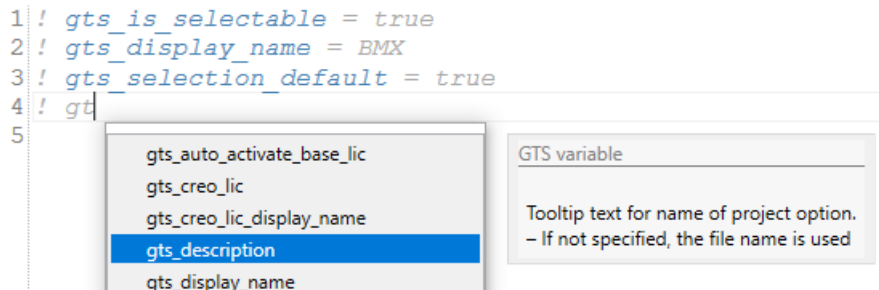 1 ! gts_is_selectable = true
2 ! gts_display_name = BMX
3 ! gts_selection_default = true
4 ! gt
5
gts_auto_activate_base_lic
gts_creo_lic
gts_creo_lic_display_name
gts_description
gts_display_name
GTS variable
Tooltip text for name of project option.
– If not specified, the file name is used